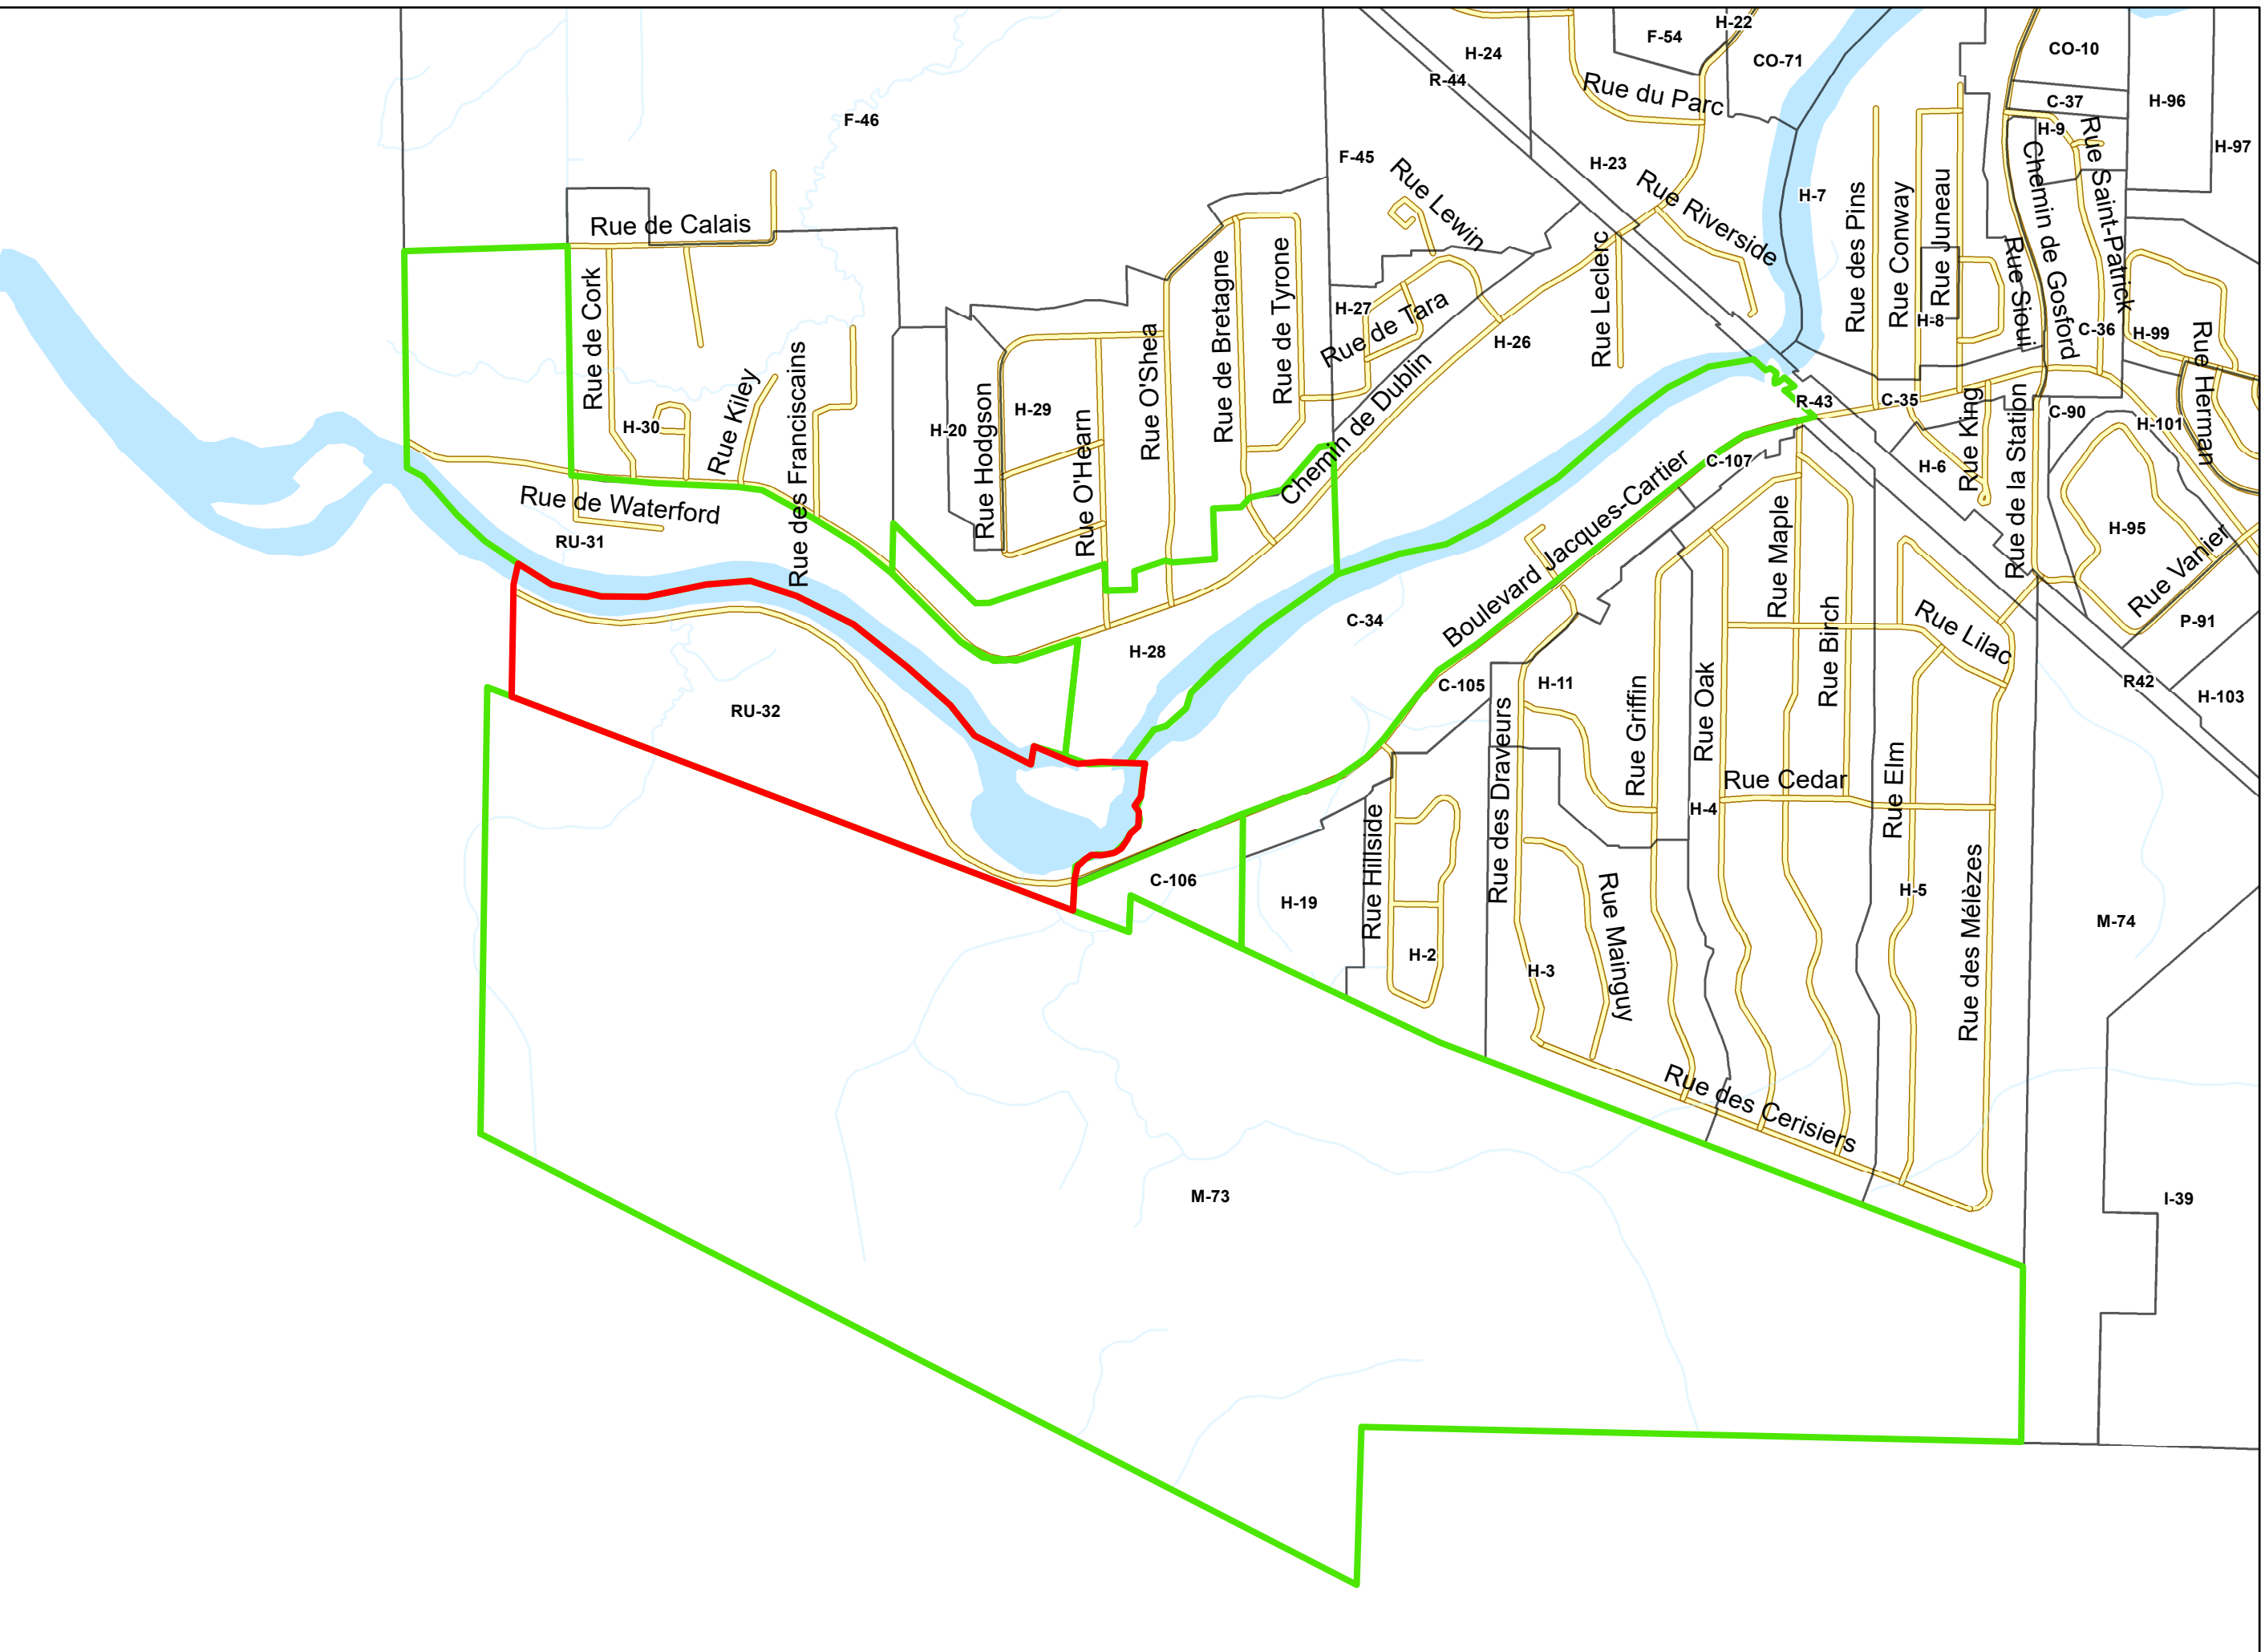 H-22
F-54
H-24
CO-10
CO-71
R-44
Rue du Parc
C-37
H-96
F-46
H-9
H-97
F-45
H-23
Rue Lewin
Rue Riverside
H-7
Rue des Pins
Rue Conway
Rue Juneau
Rue Sioui
Chemin de Gosford
Rue Saint-Patrick
Rue de Calais
Rue de Cork
Rue de Bretagne
Rue de Tyrone
Rue Leclerc
H-27
Rue de Tara
H-26
H-8
C-36
H-99
Rue Herman
Rue O'Shea
Chemin de Dublin
Rue Kiley
Rue des Franciscains
H-30
H-20
Rue Hodgson
H-29
Rue O'Hearn
R-43
C-35
Rue King
Rue de la Station
C-90
H-101
H-6
C-107
Boulevard Jacques-Cartier
Rue de Waterford
RU-31
H-95
Rue Vanier
P-91
Rue Maple
Rue Birch
Rue Lilac
C-34
H-28
C-105
H-11
Rue Griffin
Rue Oak
R42
H-103
RU-32
Rue des Draveurs
Rue Cedar
Rue Elm
H-4
Rue Hillside
C-106
H-19
H-2
H-3
Rue Mainguy
H-5
Rue des Mélèzes
M-74
Rue des Cerisiers
M-73
I-39